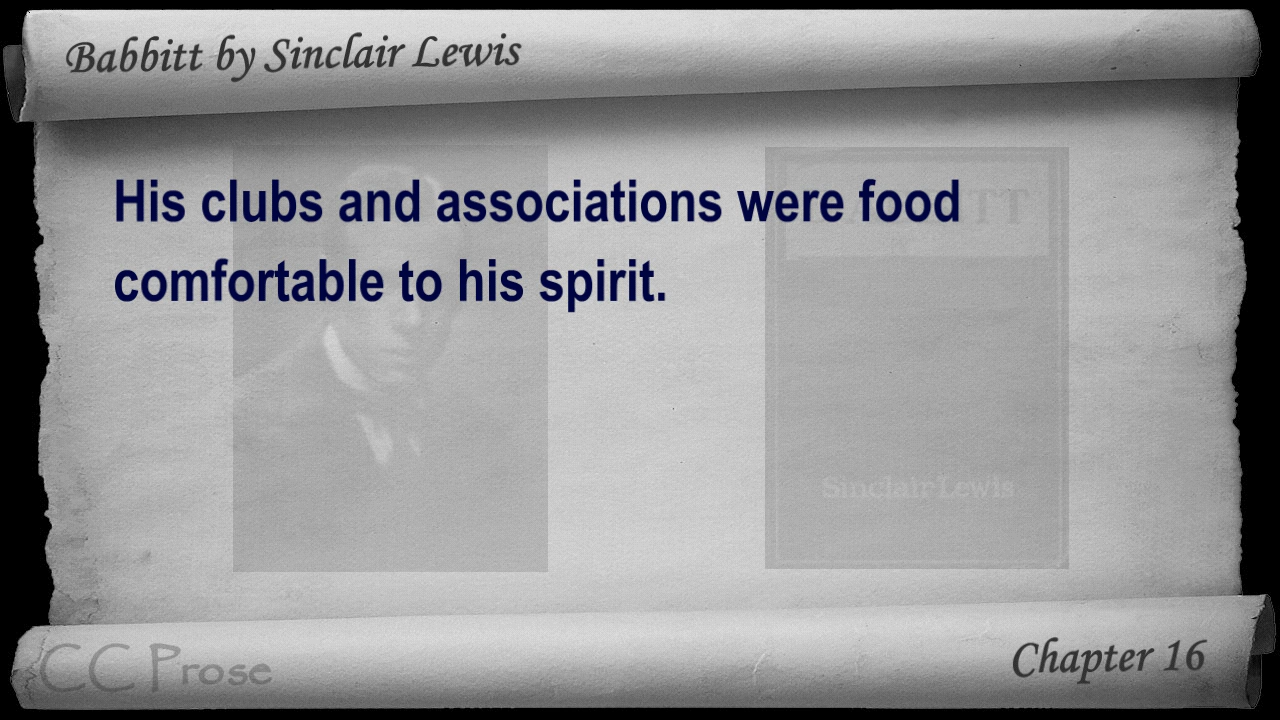 Babbitt by Sinclair Lewis
His clubs and associations were food
comfortable to his spirit.
Sinclair Lewis
CC Prose
Chapter 16